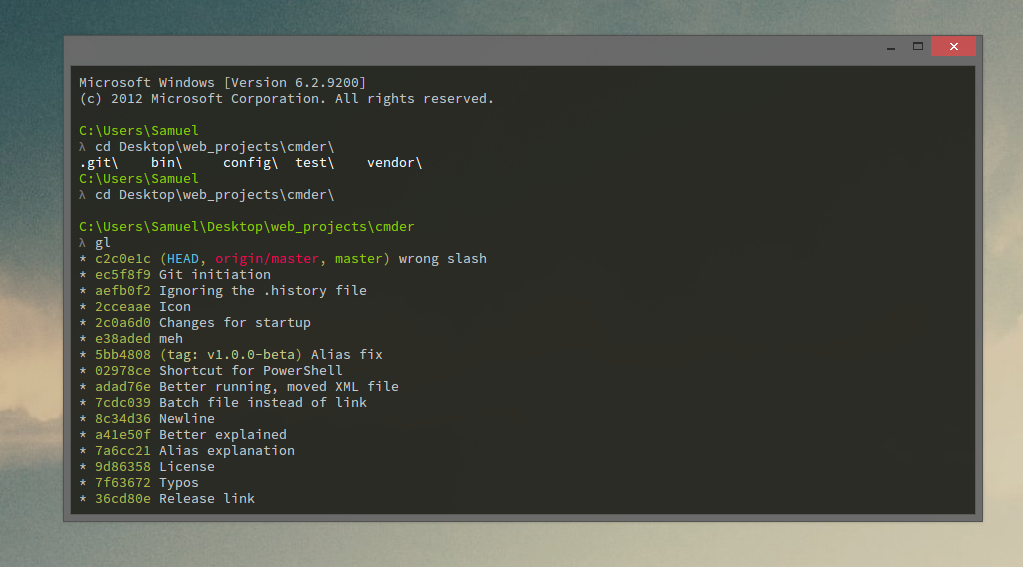 Microsoft Windows [Version 6.2.9200]
(c) 2012 Microsoft Corporation. All rights reserved.
C:\Users\Samuel
λ cd Desktop\web_projects\cmder\
.git\    bin\     config\  test\    vendor\
C:\Users\Samuel
λ cd Desktop\web_projects\cmder\
C:\Users\Samuel\Desktop\web_projects\cmder
λ gl
* c2c0e1c (HEAD, origin/master, master) wrong slash
* ec5f8f9 Git initiation
* aefb0f2 Ignoring the .history file
* 2cceaae Icon
* 2c0a6d0 Changes for startup
* e38aded meh
* 5bb4808 (tag: v1.0.0-beta) Alias fix
* 02978ce Shortcut for PowerShell
* adad76e Better running, moved XML file
* 7cdc039 Batch file instead of link
* 8c34d36 Newline
* a41e50f Better explained
* 7a6cc21 Alias explanation
* 9d86358 License
* 7f63672 Typos
* 36cd80e Release link